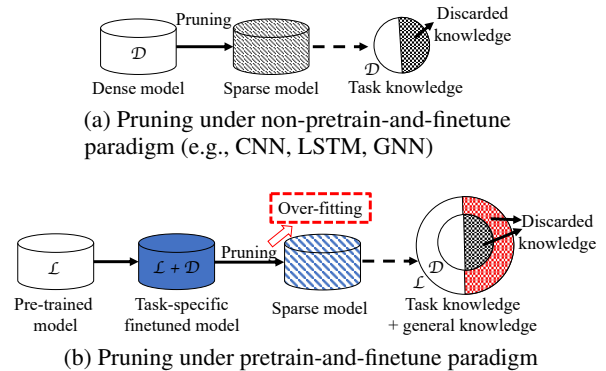 Pruning
Discarded
knowledge
𝒟
𝒟
Dense model
Sparse model
Task knowledge
(a) Pruning under non-pretrain-and-finetune
paradigm (e.g., CNN, LSTM, GNN)
Over-fitting
Pruning
Discarded
knowledge
ℒ
ℒ + 𝒟
𝒟
ℒ
Pre-trained
model
Task-specific
finetuned model
Sparse model
Task knowledge
+ general knowledge
(b) Pruning under pretrain-and-finetune paradigm